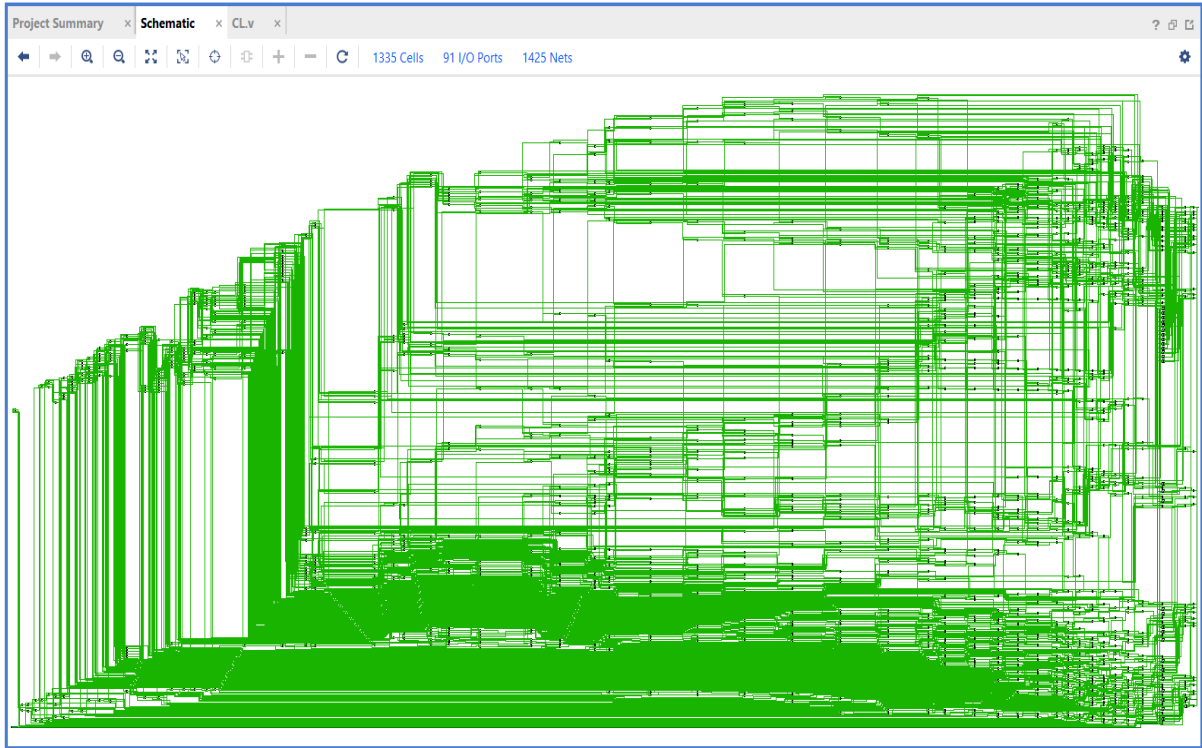 Project Summary × Schematic × CL.v × ?
1335 Cells 91 I/O Ports 1425 Nets